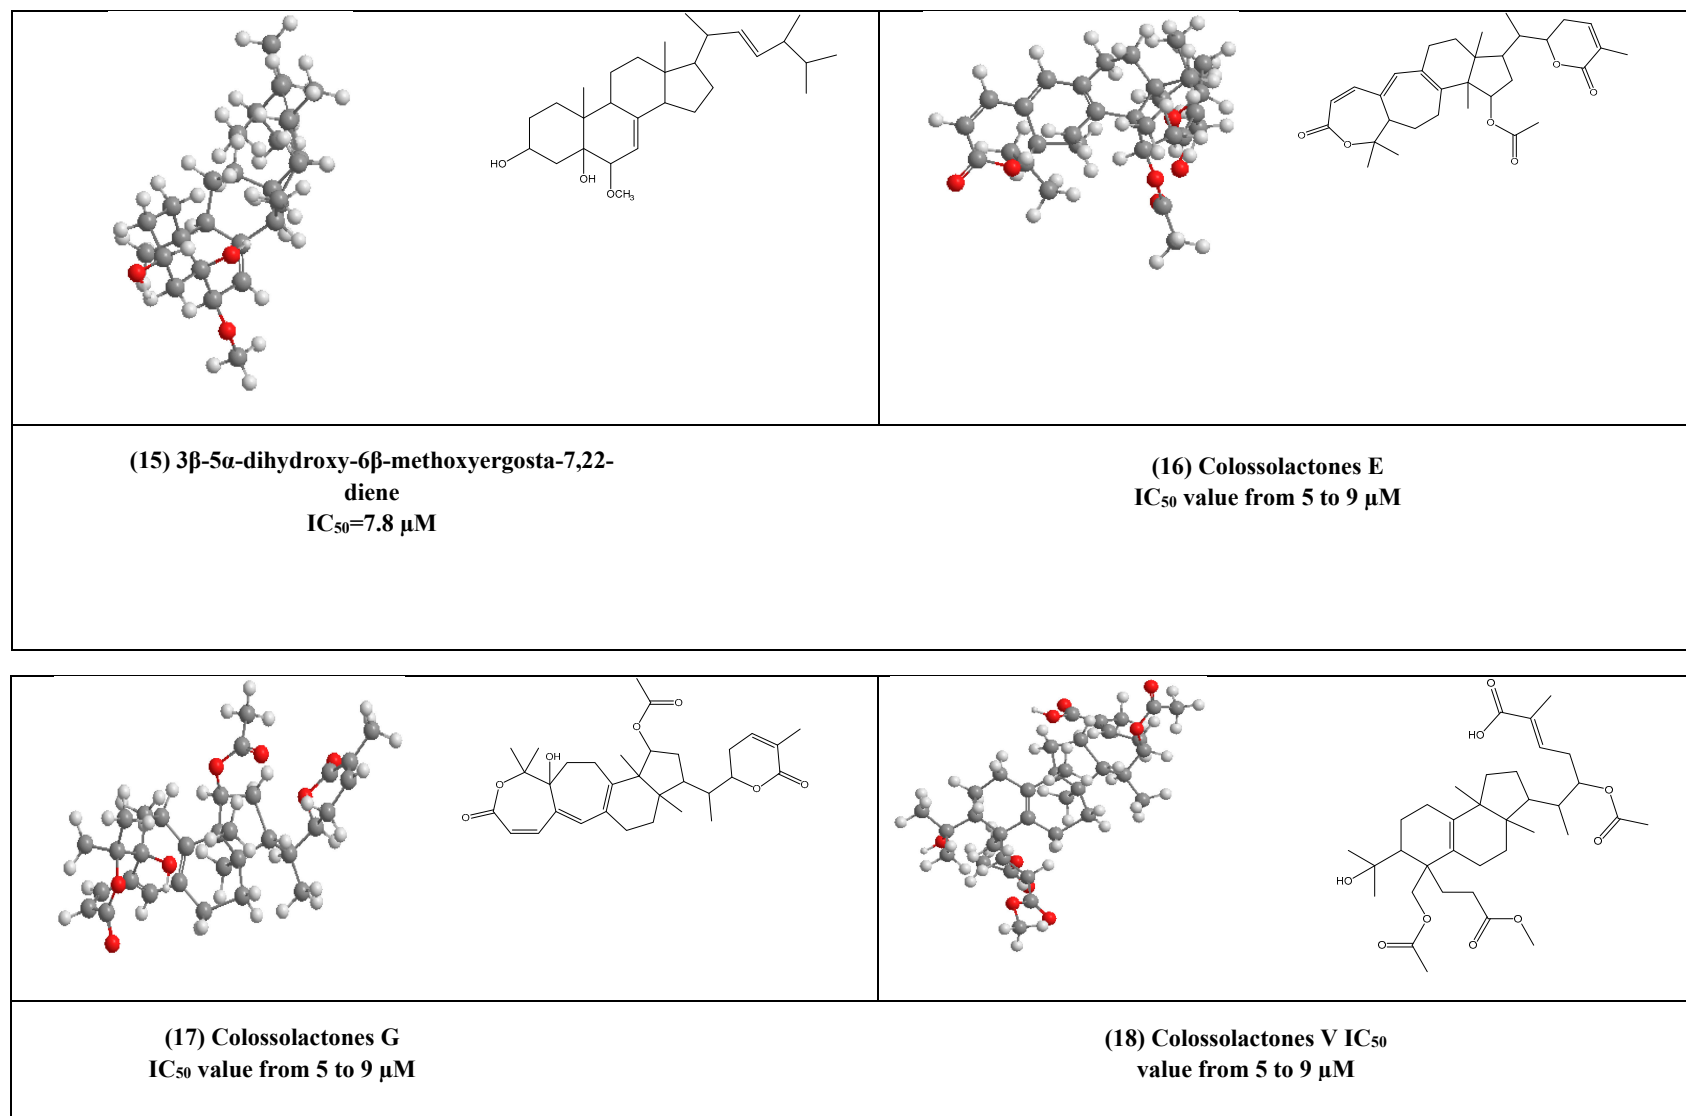 HO
OH
OCH3
O
O
O
O
O
O
(15) 3β-5α-dihydroxy-6β-methoxyergosta-7,22-
diene
IC50=7.8 μM
(16) Colossolactones E
IC50 value from 5 to 9 μM
O
O
OH
O
O
O
O
O
HO
O
O
HO
O
O
O
O
(17) Colossolactones G
IC50 value from 5 to 9 μM
(18) Colossolactones V IC50
value from 5 to 9 μM